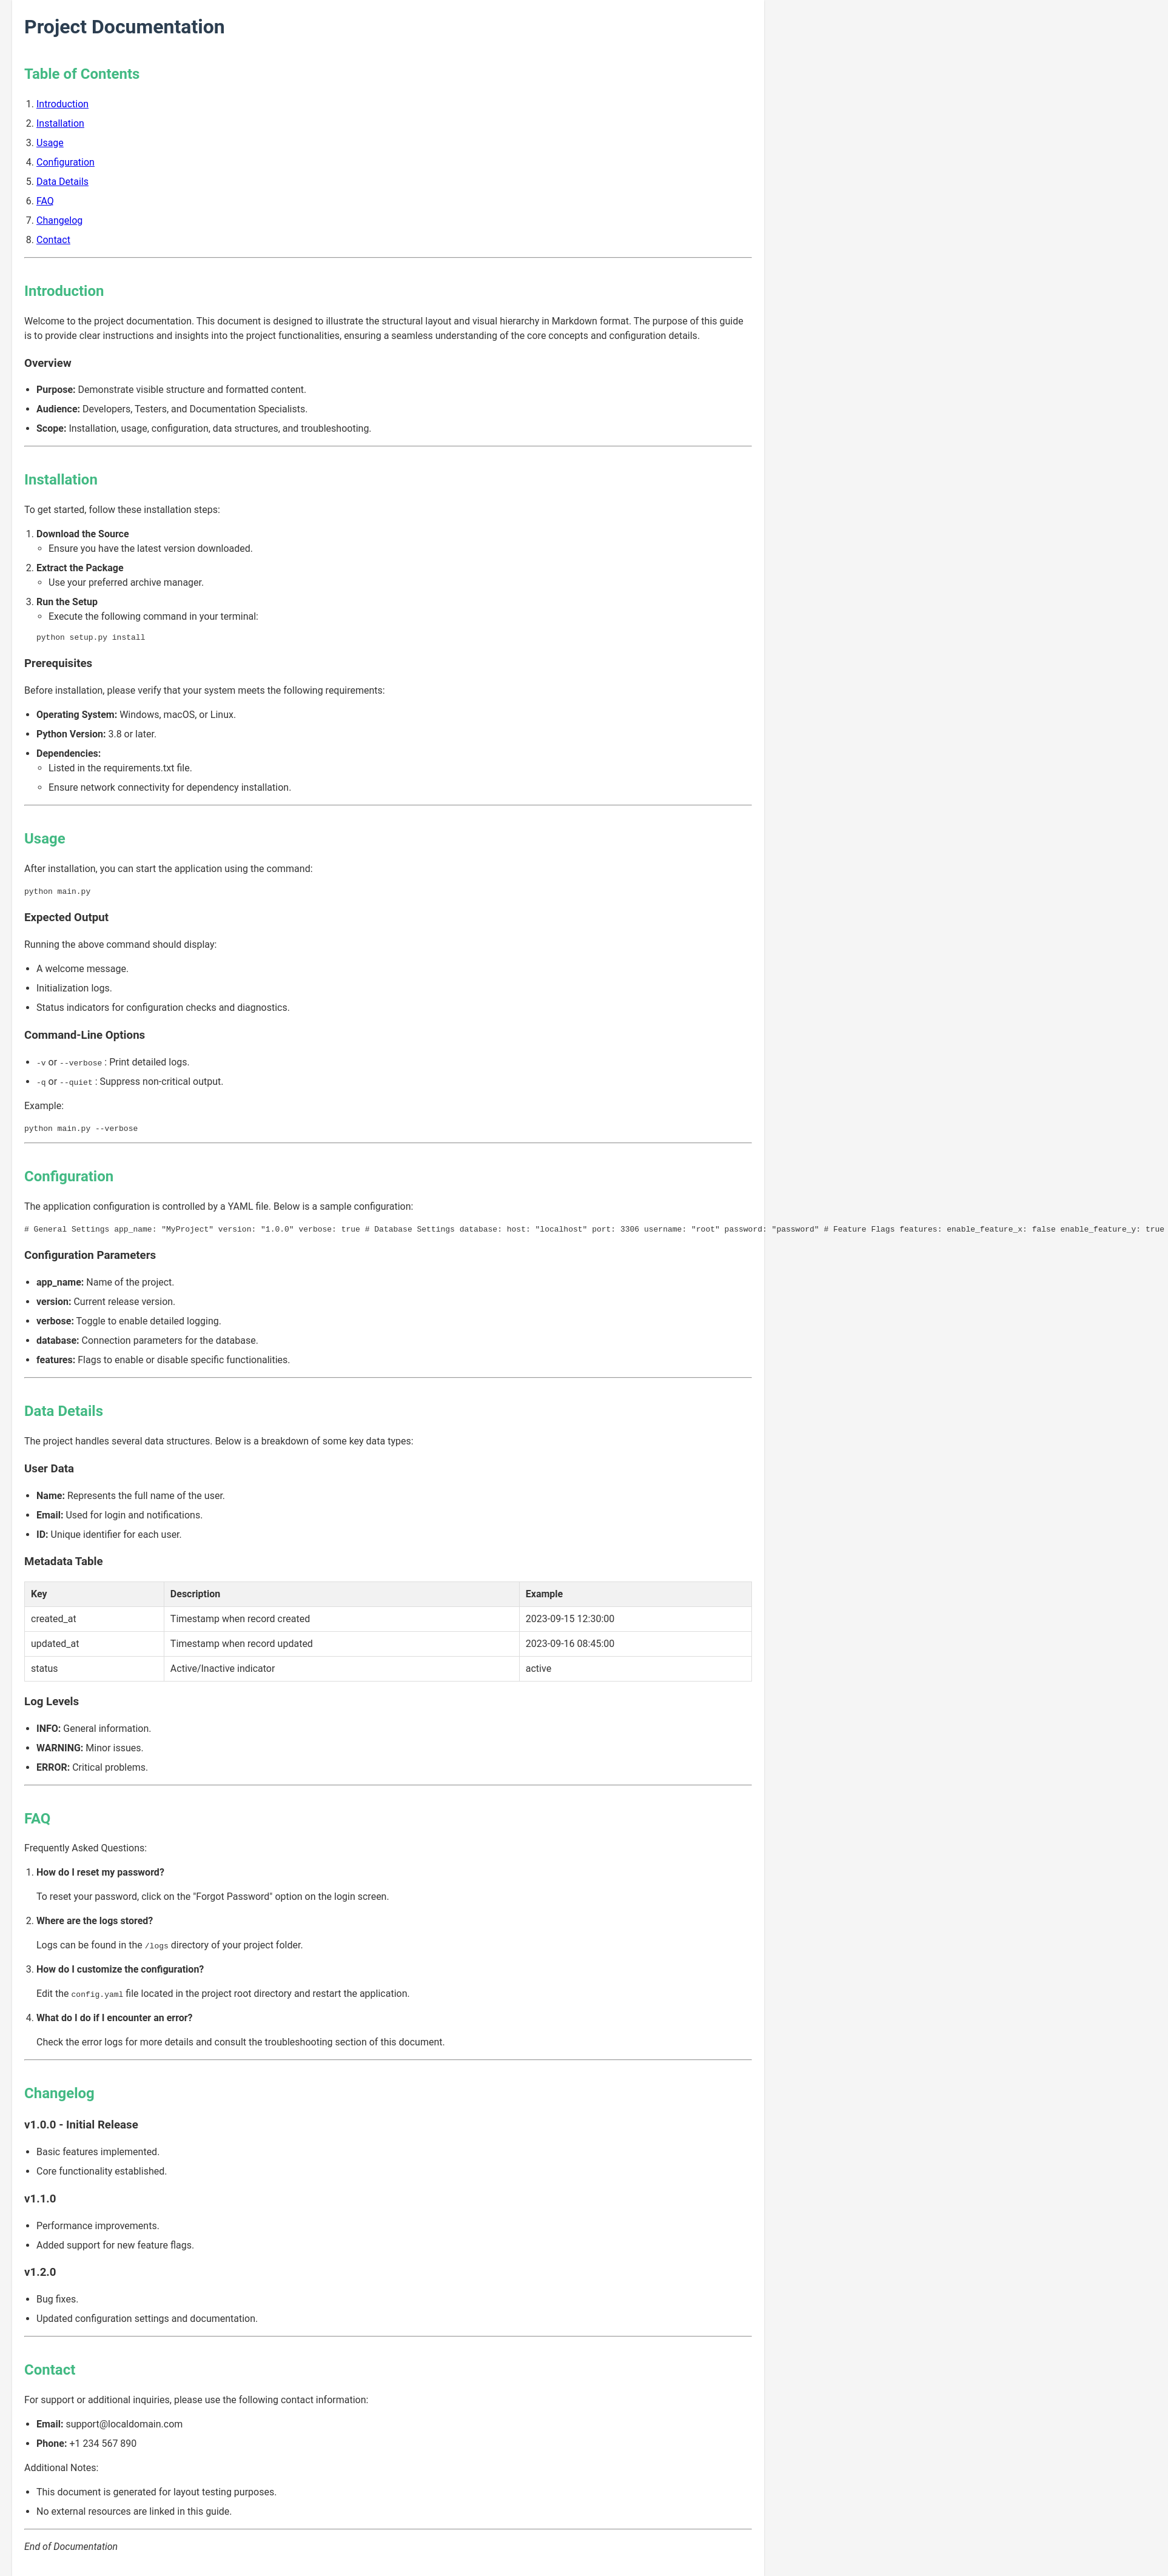 Project Documentation
Table of Contents
1. Introduction
2. Installation
3. Usage
4. Configuration
5. Data Details
6. FAQ
7. Changelog
8. Contact
Introduction
Welcome to the project documentation. This document is designed to illustrate the structural layout and visual hierarchy in Markdown format. The purpose of this guide
is to provide clear instructions and insights into the project functionalities, ensuring a seamless understanding of the core concepts and configuration details.
Overview
• Purpose: Demonstrate visible structure and formatted content.
• Audience: Developers, Testers, and Documentation Specialists.
• Scope: Installation, usage, configuration, data structures, and troubleshooting.
Installation
To get started, follow these installation steps:
1. Download the Source
◦ Ensure you have the latest version downloaded.
2. Extract the Package
◦ Use your preferred archive manager.
3. Run the Setup
◦ Execute the following command in your terminal:
python setup.py install
Prerequisites
Before installation, please verify that your system meets the following requirements:
• Operating System: Windows, macOS, or Linux.
• Python Version: 3.8 or later.
• Dependencies:
◦ Listed in the requirements.txt file.
◦ Ensure network connectivity for dependency installation.
Usage
After installation, you can start the application using the command:
python main.py
Expected Output
Running the above command should display:
• A welcome message.
• Initialization logs.
• Status indicators for configuration checks and diagnostics.
Command-Line Options
• -v or --verbose : Print detailed logs.
• -q or --quiet : Suppress non-critical output.
Example:
python main.py --verbose
Configuration
The application configuration is controlled by a YAML file. Below is a sample configuration:
# General Settings app_name: "MyProject" version: "1.0.0" verbose: true # Database Settings database: host: "localhost" port: 3306 username: "root" password: "password" # Feature Flags features: enable_feature_x: false enable_feature_y: true
Configuration Parameters
• app_name: Name of the project.
• version: Current release version.
• verbose: Toggle to enable detailed logging.
• database: Connection parameters for the database.
• features: Flags to enable or disable specific functionalities.
Data Details
The project handles several data structures. Below is a breakdown of some key data types:
User Data
• Name: Represents the full name of the user.
• Email: Used for login and notifications.
• ID: Unique identifier for each user.
Metadata Table
Key Description Example
created_at Timestamp when record created 2023-09-15 12:30:00
updated_at Timestamp when record updated 2023-09-16 08:45:00
status Active/Inactive indicator active
Log Levels
• INFO: General information.
• WARNING: Minor issues.
• ERROR: Critical problems.
FAQ
Frequently Asked Questions:
1. How do I reset my password?
To reset your password, click on the "Forgot Password" option on the login screen.
2. Where are the logs stored?
Logs can be found in the /logs directory of your project folder.
3. How do I customize the configuration?
Edit the config.yaml file located in the project root directory and restart the application.
4. What do I do if I encounter an error?
Check the error logs for more details and consult the troubleshooting section of this document.
Changelog
v1.0.0 - Initial Release
• Basic features implemented.
• Core functionality established.
v1.1.0
• Performance improvements.
• Added support for new feature flags.
v1.2.0
• Bug fixes.
• Updated configuration settings and documentation.
Contact
For support or additional inquiries, please use the following contact information:
• Email: support@localdomain.com
• Phone: +1 234 567 890
Additional Notes:
• This document is generated for layout testing purposes.
• No external resources are linked in this guide.
End of Documentation